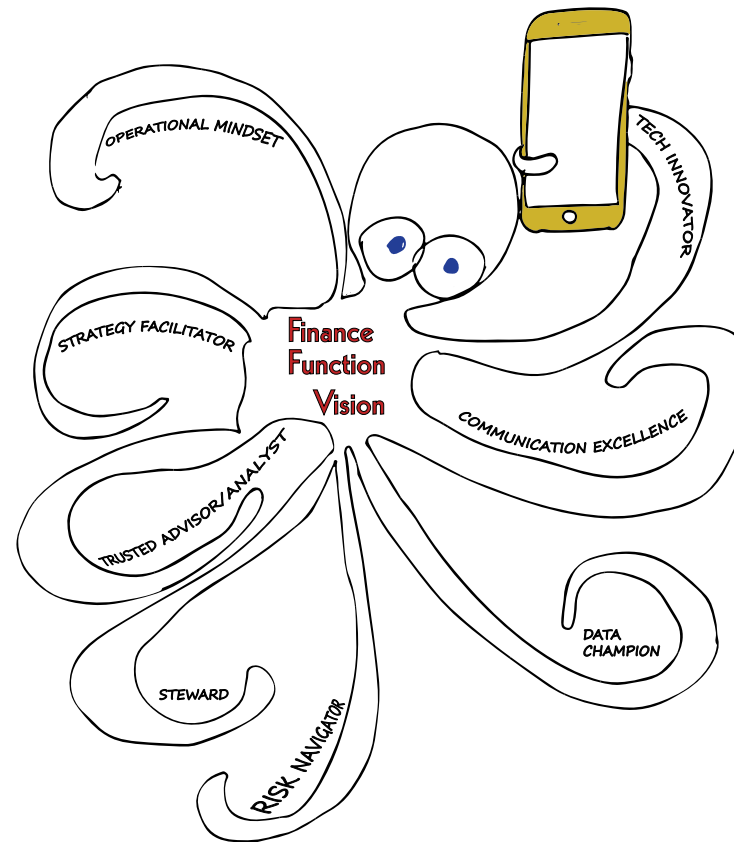 OPERATIONAL MINDSET
TECH INNOVATOR
STRATEGY FACILITATOR
Finance
Function
Vision
COMMUNICATION EXCELLENCE
TRUSTED ADVISOR/ANALYST
DATA
CHAMPION
STEWARD
RISK NAVIGATOR